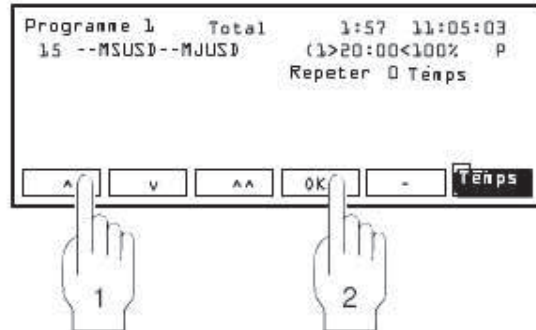 Programme 1 Total 1:57 11:05:03
15 --MSUSD--MJUSD (1>20:00<100% P
Repeter 0 Temps
^ v ^^ OK - Temps
1 2